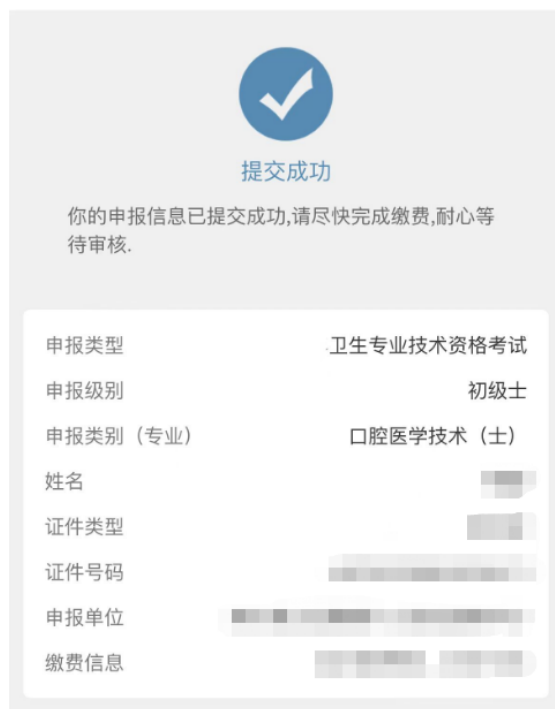 提交成功
你的申报信息已提交成功,请尽快完成缴费,耐心等
待审核.
申报类型 卫生专业技术资格考试
申报级别 初级士
申报类别（专业） 口腔医学技术（士）
姓名
证件类型
证件号码
申报单位
缴费信息